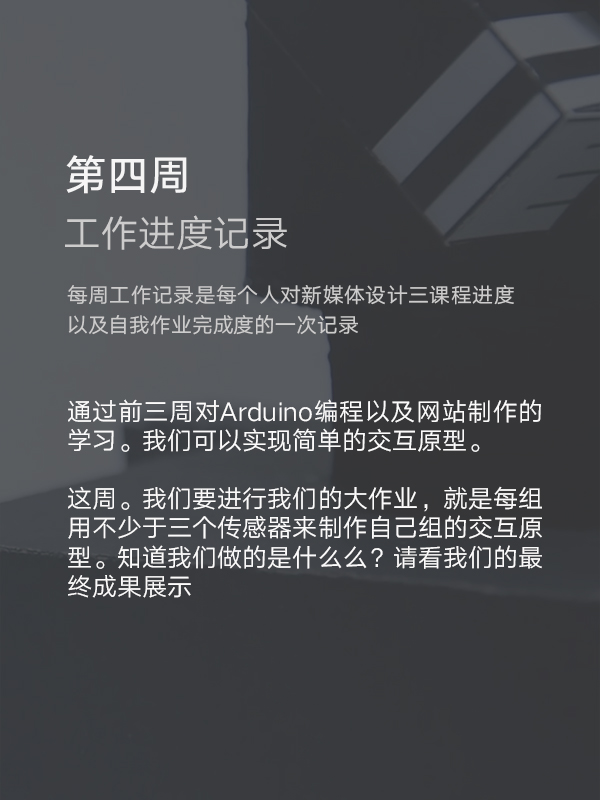 第四周
工作进度记录
每周工作记录是每个人对新媒体设计三课程进度
以及自我作业完成度的一次记录
通过前三周对Arduino编程以及网站制作的
学习。我们可以实现简单的交互原型。
这周。我们要进行我们的大作业，就是每组
用不少于三个传感器来制作自己组的交互原
型。知道我们做的是什么么？请看我们的最
终成果展示